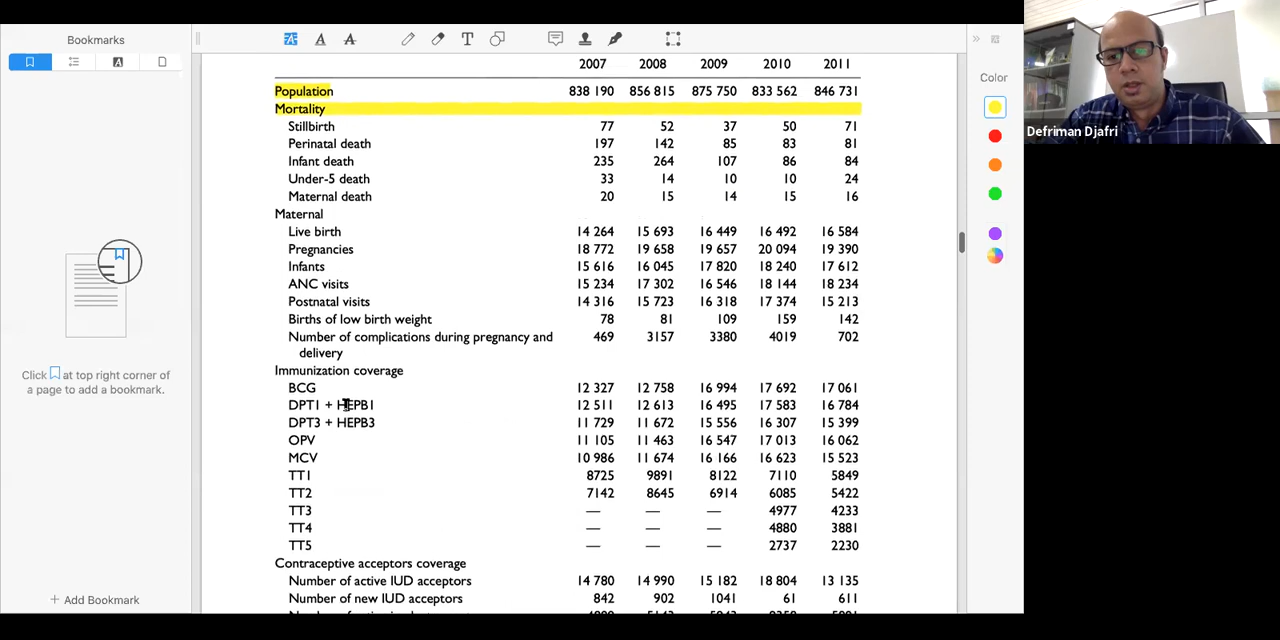 Bookmarks
Click at top right corner of
a page to add a bookmark.
+ Add Bookmark
A A T
2007 2008 2009 2010 2011
Population 838 190 856 815 875 750 833 562 846 731
Mortality
Stillbirth 77 52 37 50 71
Perinatal death 197 142 85 83 81
Infant death 235 264 107 86 84
Under-5 death 33 14 10 10 24
Maternal death 20 15 14 15 16
Maternal
Live birth 14 264 15 693 16 449 16 492 16 584
Pregnancies 18 772 19 658 19 657 20 094 19 390
Infants 15 616 16 045 17 820 18 240 17 612
ANC visits 15 234 17 302 16 546 18 144 18 234
Postnatal visits 14 316 15 723 16 318 17 374 15 213
Births of low birth weight 78 81 109 159 142
Number of complications during pregnancy and 469 3157 3380 4019 702
delivery
Immunization coverage
BCG 12 327 12 758 16 994 17 692 17 061
DPT1 + HEPB1 12 511 12 613 16 495 17 583 16 784
DPT3 + HEPB3 11 729 11 672 15 556 16 307 15 399
OPV 11 105 11 463 16 547 17 013 16 062
MCV 10 986 11 674 16 166 16 623 15 523
TT1 8725 9891 8122 7110 5849
TT2 7142 8645 6914 6085 5422
TT3 — — — 4977 4233
TT4 — — — 4880 3881
TT5 — — — 2737 2230
Contraceptive acceptors coverage
Number of active IUD acceptors 14 780 14 990 15 182 18 804 13 135
Number of new IUD acceptors 842 902 1041 61 611
Color
Defriman Djafri